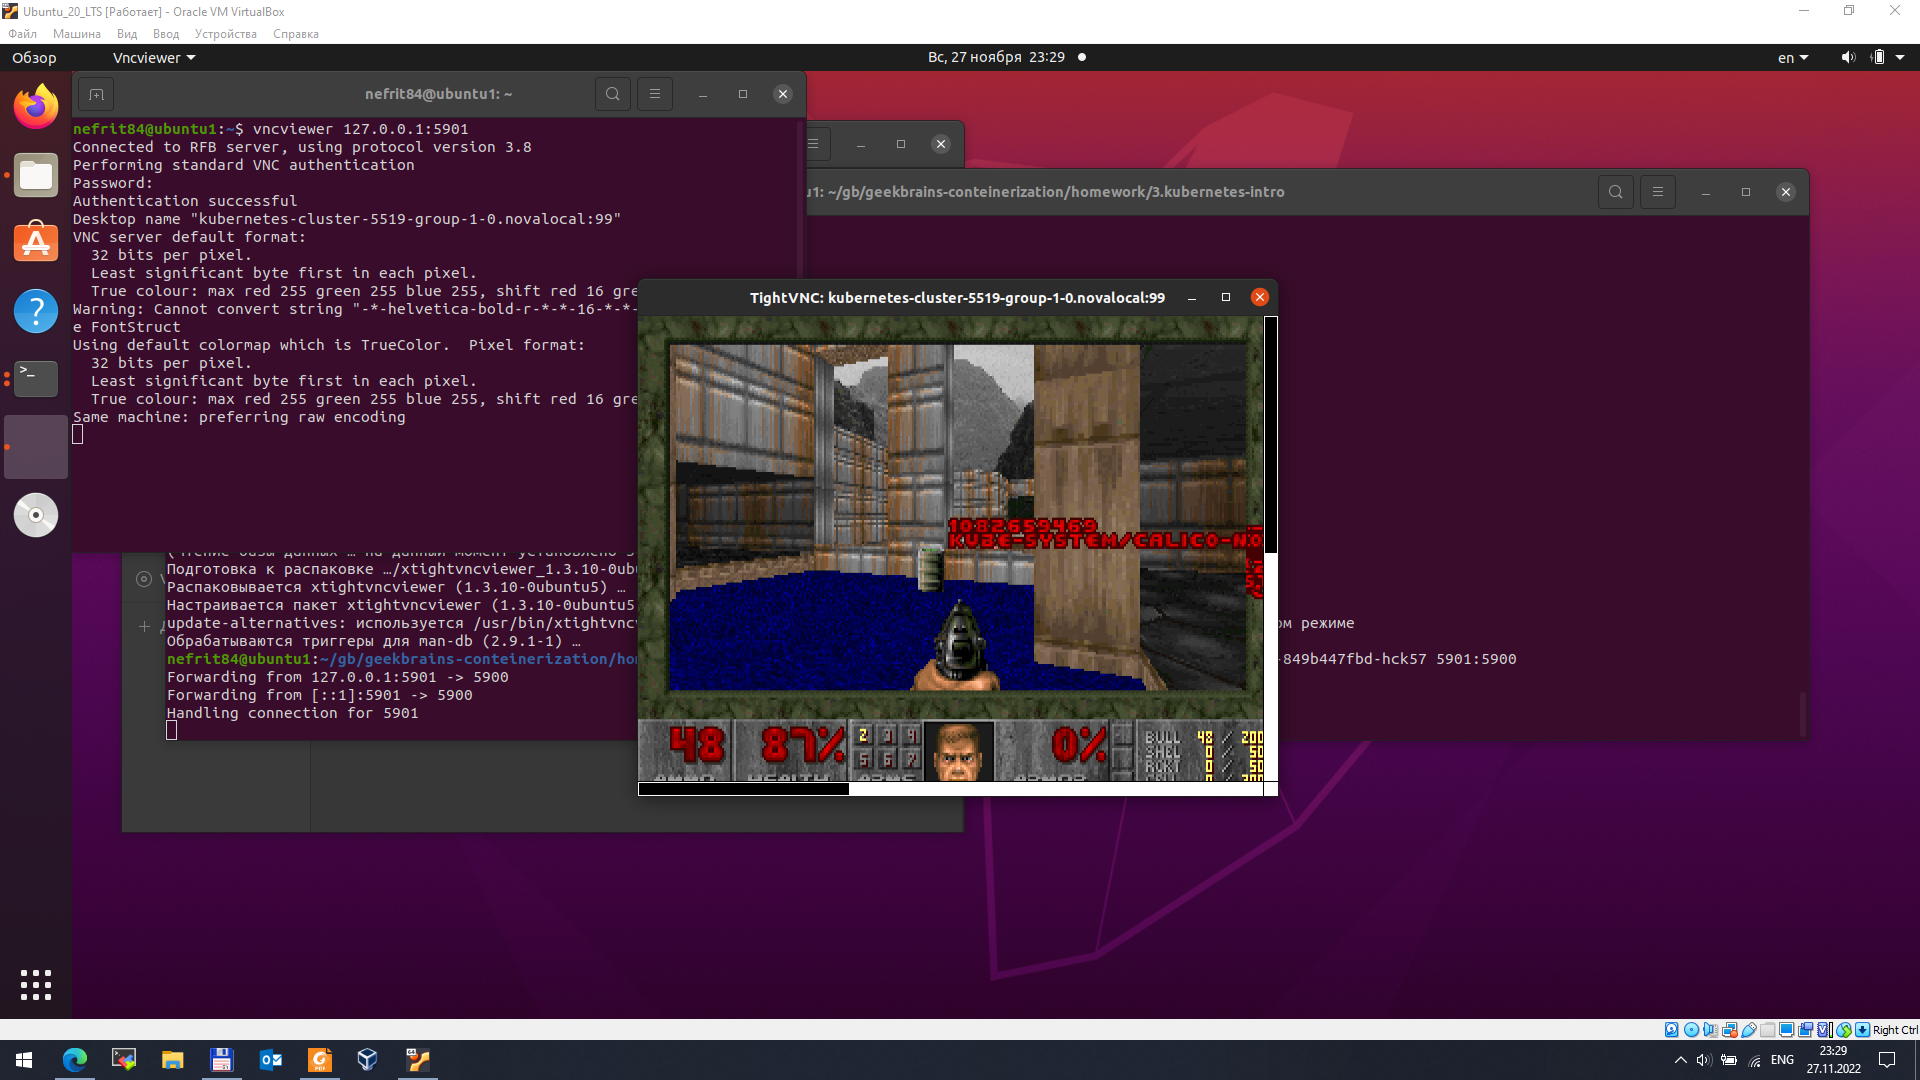 Ubuntu_20_LTS [Работает] - Oracle VM VirtualBox
Файл Машина Вид Ввод Устройства Справка
Обзор Vncviewer Вс, 27 ноября 23:29 en
nefrit84@ubuntu1: ~
nefrit84@ubuntu1:~$ vncviewer 127.0.0.1:5901
Connected to RFB server, using protocol version 3.8
Performing standard VNC authentication
Password:
Authentication successful
Desktop name "kubernetes-cluster-5519-group-1-0.novalocal:99"
VNC server default format:
32 bits per pixel.
Least significant byte first in each pixel.
True colour: max red 255 green 255 blue 255, shift red 16 gre
Warning: Cannot convert string "-*-helvetica-bold-r-*-*-16-*-*-
e FontStruct
Using default colormap which is TrueColor.  Pixel format:
32 bits per pixel.
Least significant byte first in each pixel.
True colour: max red 255 green 255 blue 255, shift red 16 gre
Same machine: preferring raw encoding
u1: ~/gb/geekbrains-conteinerization/homework/3.kubernetes-intro
TightVNC: kubernetes-cluster-5519-group-1-0.novalocal:99
1082659469
KUBE-SYSTEM/CALICO-NO
48 87% 2 3 4 0% BULL 48 / 200
5 6 7 SHEL 0 / 50
RCKT 0 / 50
AMMO HEALTH ARMS ARMOR
Подготовка к распаковке …/xtightvncviewer_1.3.10-0ubu
Распаковывается xtightvncviewer (1.3.10-0ubuntu5) …
Настраивается пакет xtightvncviewer (1.3.10-0ubuntu5
update-alternatives: используется /usr/bin/xtightvnc
ом режиме
Обрабатываются триггеры для man-db (2.9.1-1) …
nefrit84@ubuntu1:~/gb/geekbrains-conteinerization/ho
-849b447fbd-hck57 5901:5900
Forwarding from 127.0.0.1:5901 -> 5900
Forwarding from [::1]:5901 -> 5900
Handling connection for 5901
Right Ctrl
ENG
23:29
27.11.2022